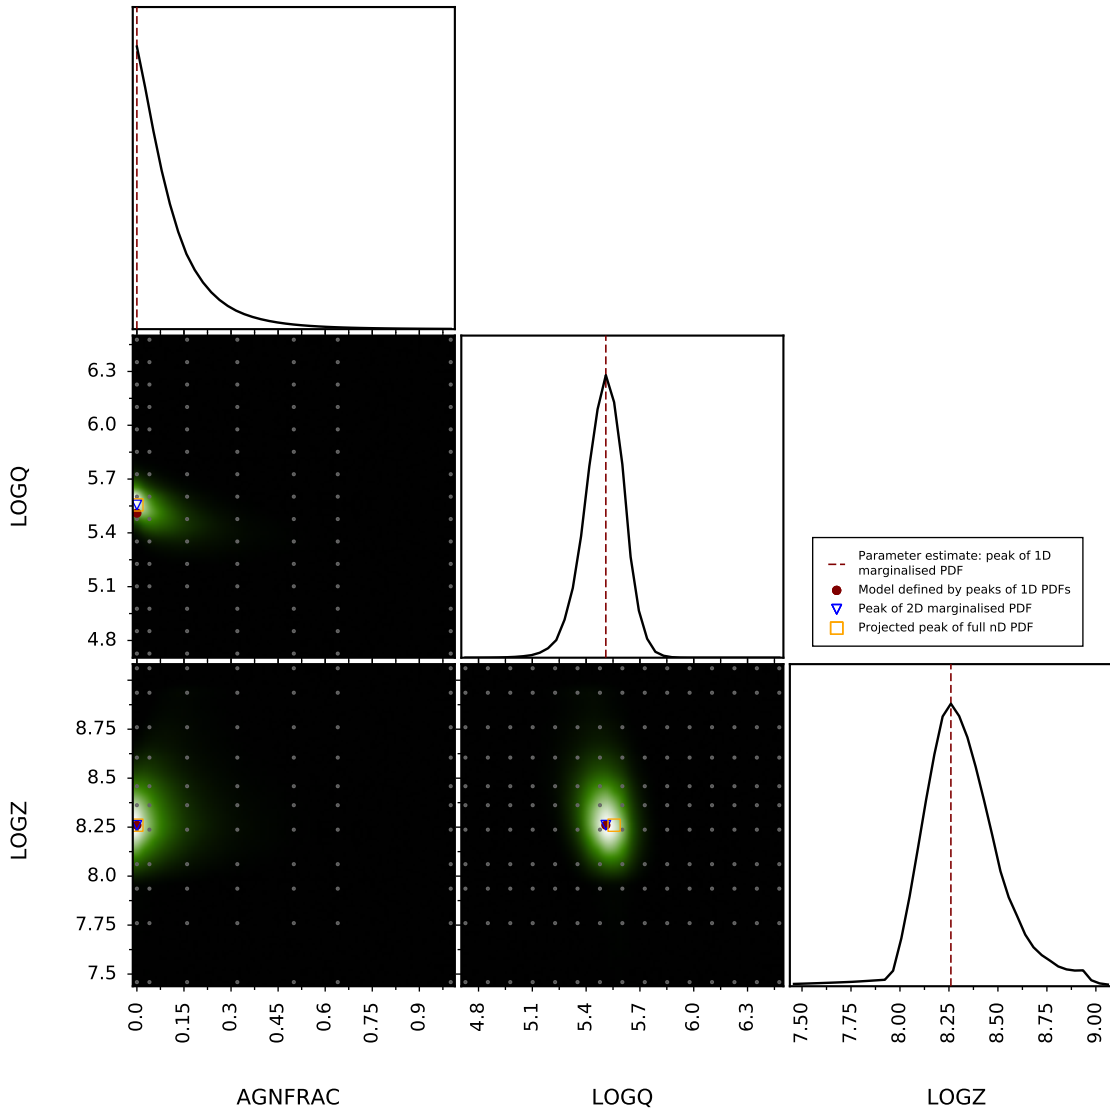 6.3
6.0
5.7
5.4
5.1
4.8
LOGQ
Parameter estimate: peak of 1D
marginalised PDF
Model defined by peaks of 1D PDFs
Peak of 2D marginalised PDF
Projected peak of full nD PDF
8.75
8.5
8.25
8.0
7.75
7.5
LOGZ
0.0 0.15 0.3 0.45 0.6 0.75 0.9
4.8 5.1 5.4 5.7 6.0 6.3
7.50 7.75 8.00 8.25 8.50 8.75 9.00
AGNFRAC
LOGQ
LOGZ